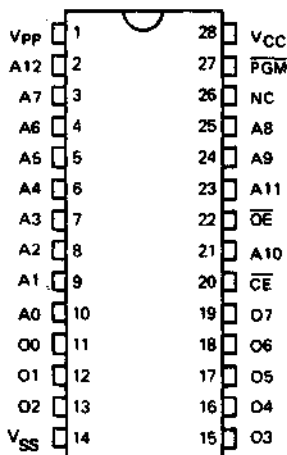 VPP 1 28 VCC
A12 2 27 PGM
A7 3 26 NC
A6 4 25 A8
A5 5 24 A9
A4 6 23 A11
A3 7 22 OE
A2 8 21 A10
A1 9 20 CE
A0 10 19 O7
O0 11 18 O6
O1 12 17 O5
O2 13 16 O4
VSS 14 15 O3